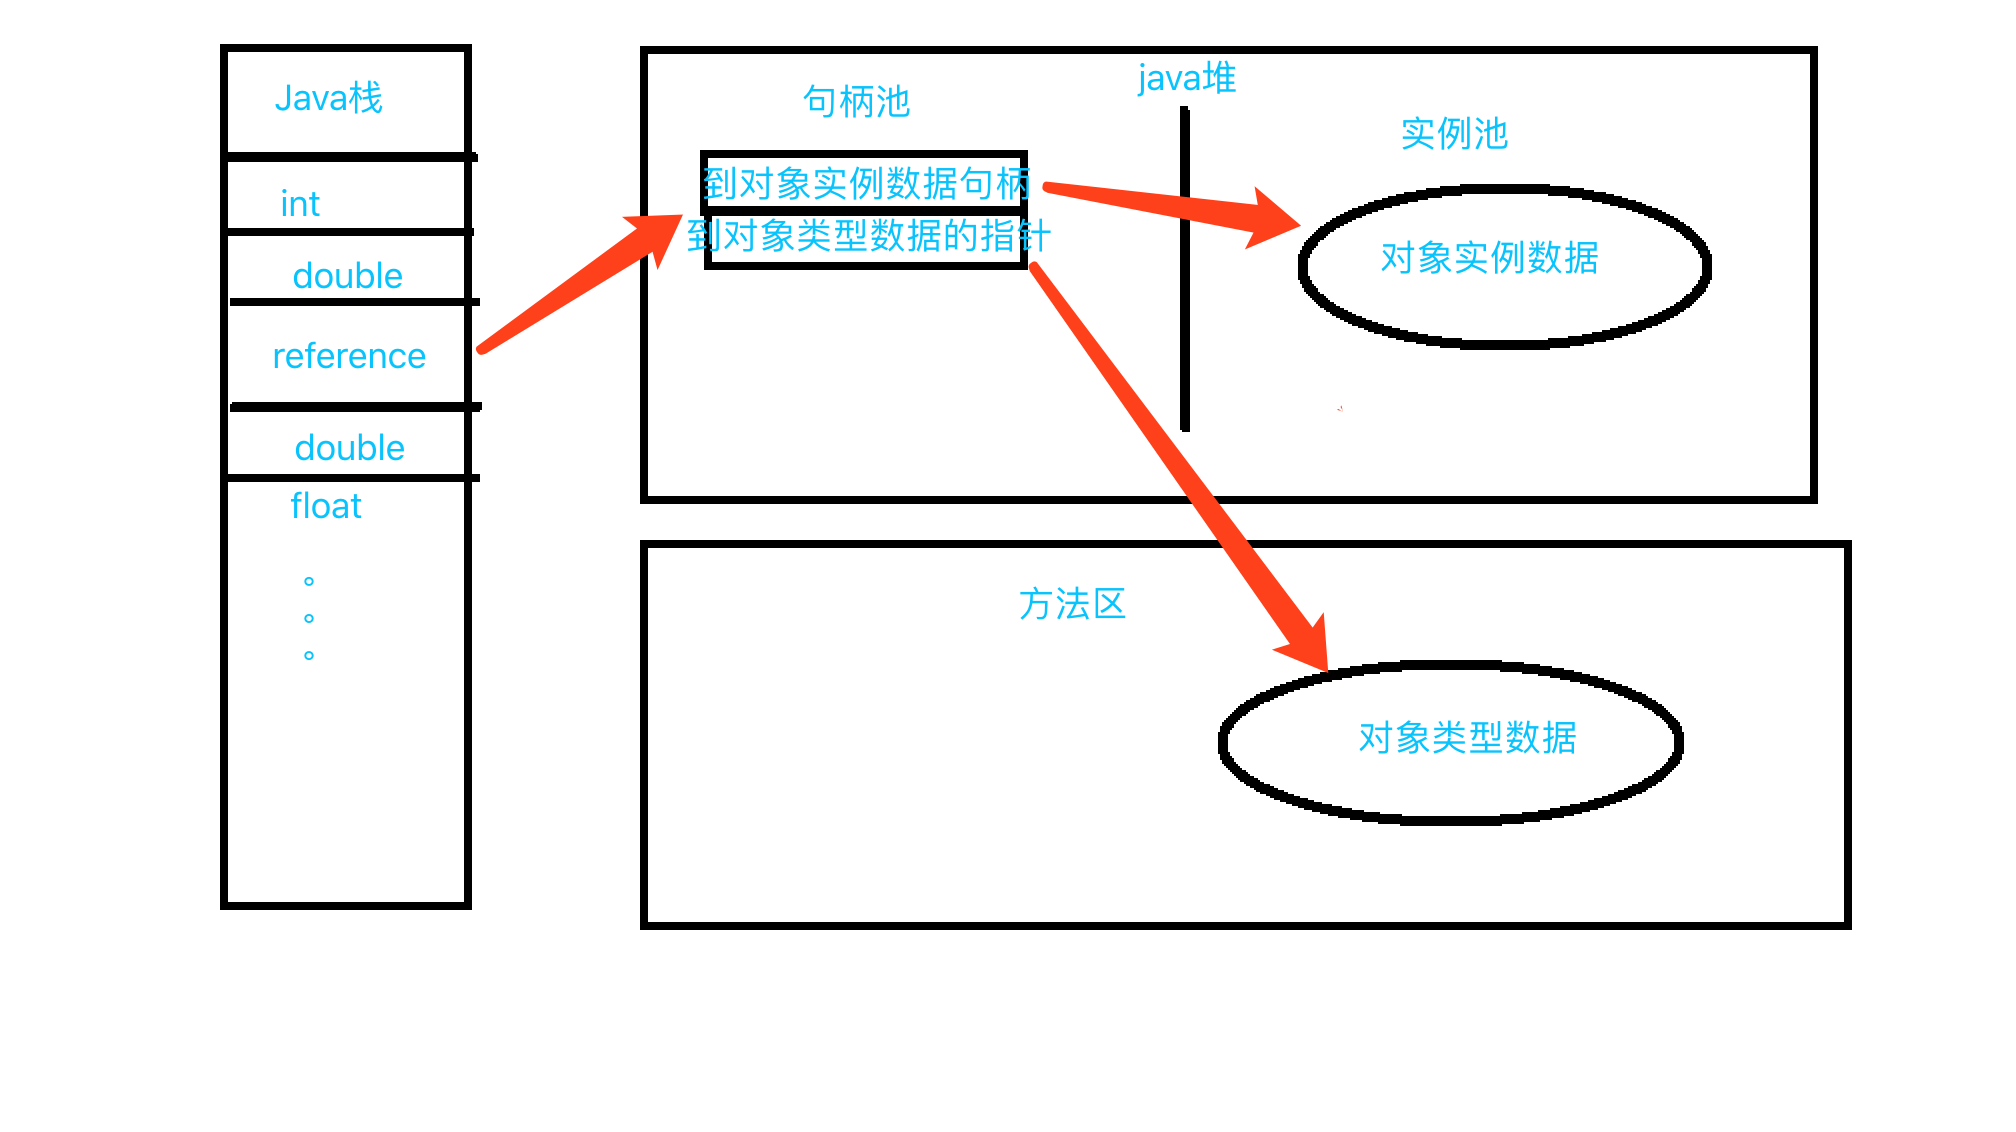 Java栈
int
double
reference
double
float
。
。
。
java堆
句柄池
到对象实例数据句柄
到对象类型数据的指针
实例池
对象实例数据
方法区
对象类型数据